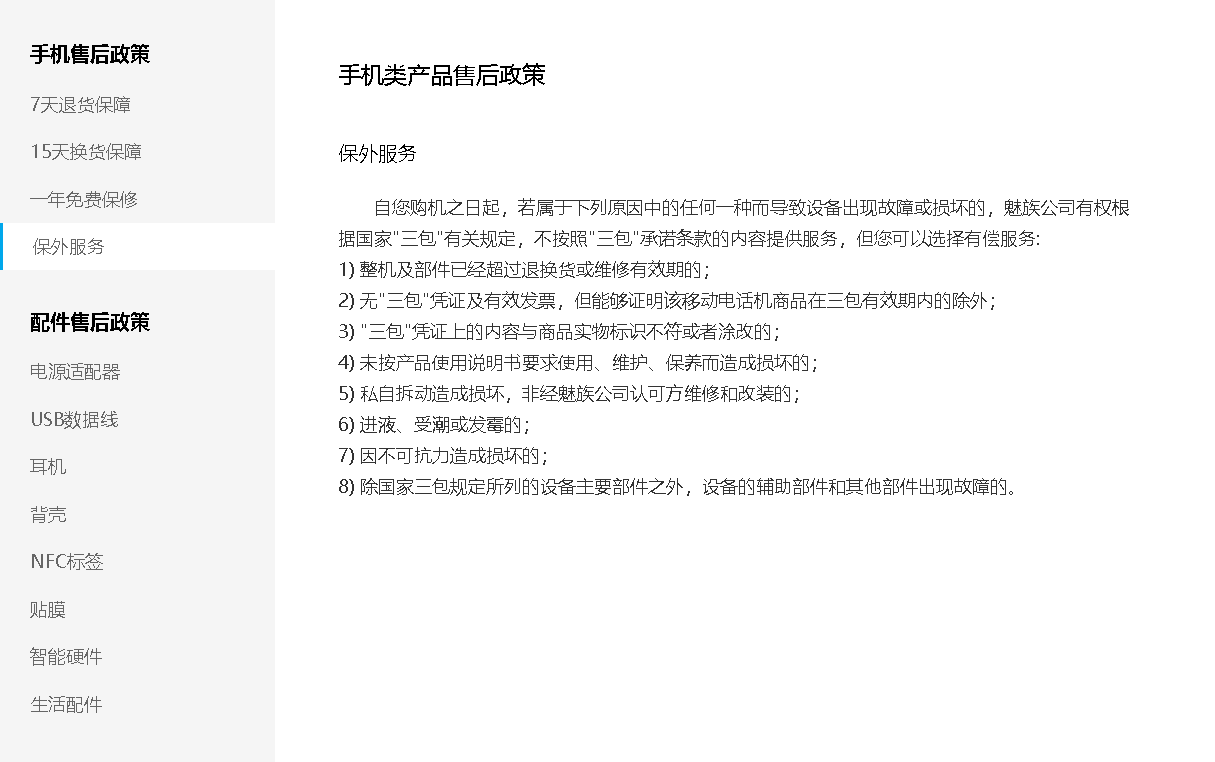 手机售后政策
7天退货保障
15天换货保障
一年免费保修
保外服务
配件售后政策
电源适配器
USB数据线
耳机
背壳
NFC标签
贴膜
智能硬件
生活配件
手机类产品售后政策
保外服务
自您购机之日起，若属于下列原因中的任何一种而导致设备出现故障或损坏的，魅族公司有权根
据国家"三包"有关规定，不按照"三包"承诺条款的内容提供服务，但您可以选择有偿服务:
1) 整机及部件已经超过退换货或维修有效期的；
2) 无"三包"凭证及有效发票，但能够证明该移动电话机商品在三包有效期内的除外；
3) "三包"凭证上的内容与商品实物标识不符或者涂改的；
4) 未按产品使用说明书要求使用、维护、保养而造成损坏的；
5) 私自拆动造成损坏，非经魅族公司认可方维修和改装的；
6) 进液、受潮或发霉的；
7) 因不可抗力造成损坏的；
8) 除国家三包规定所列的设备主要部件之外，设备的辅助部件和其他部件出现故障的。